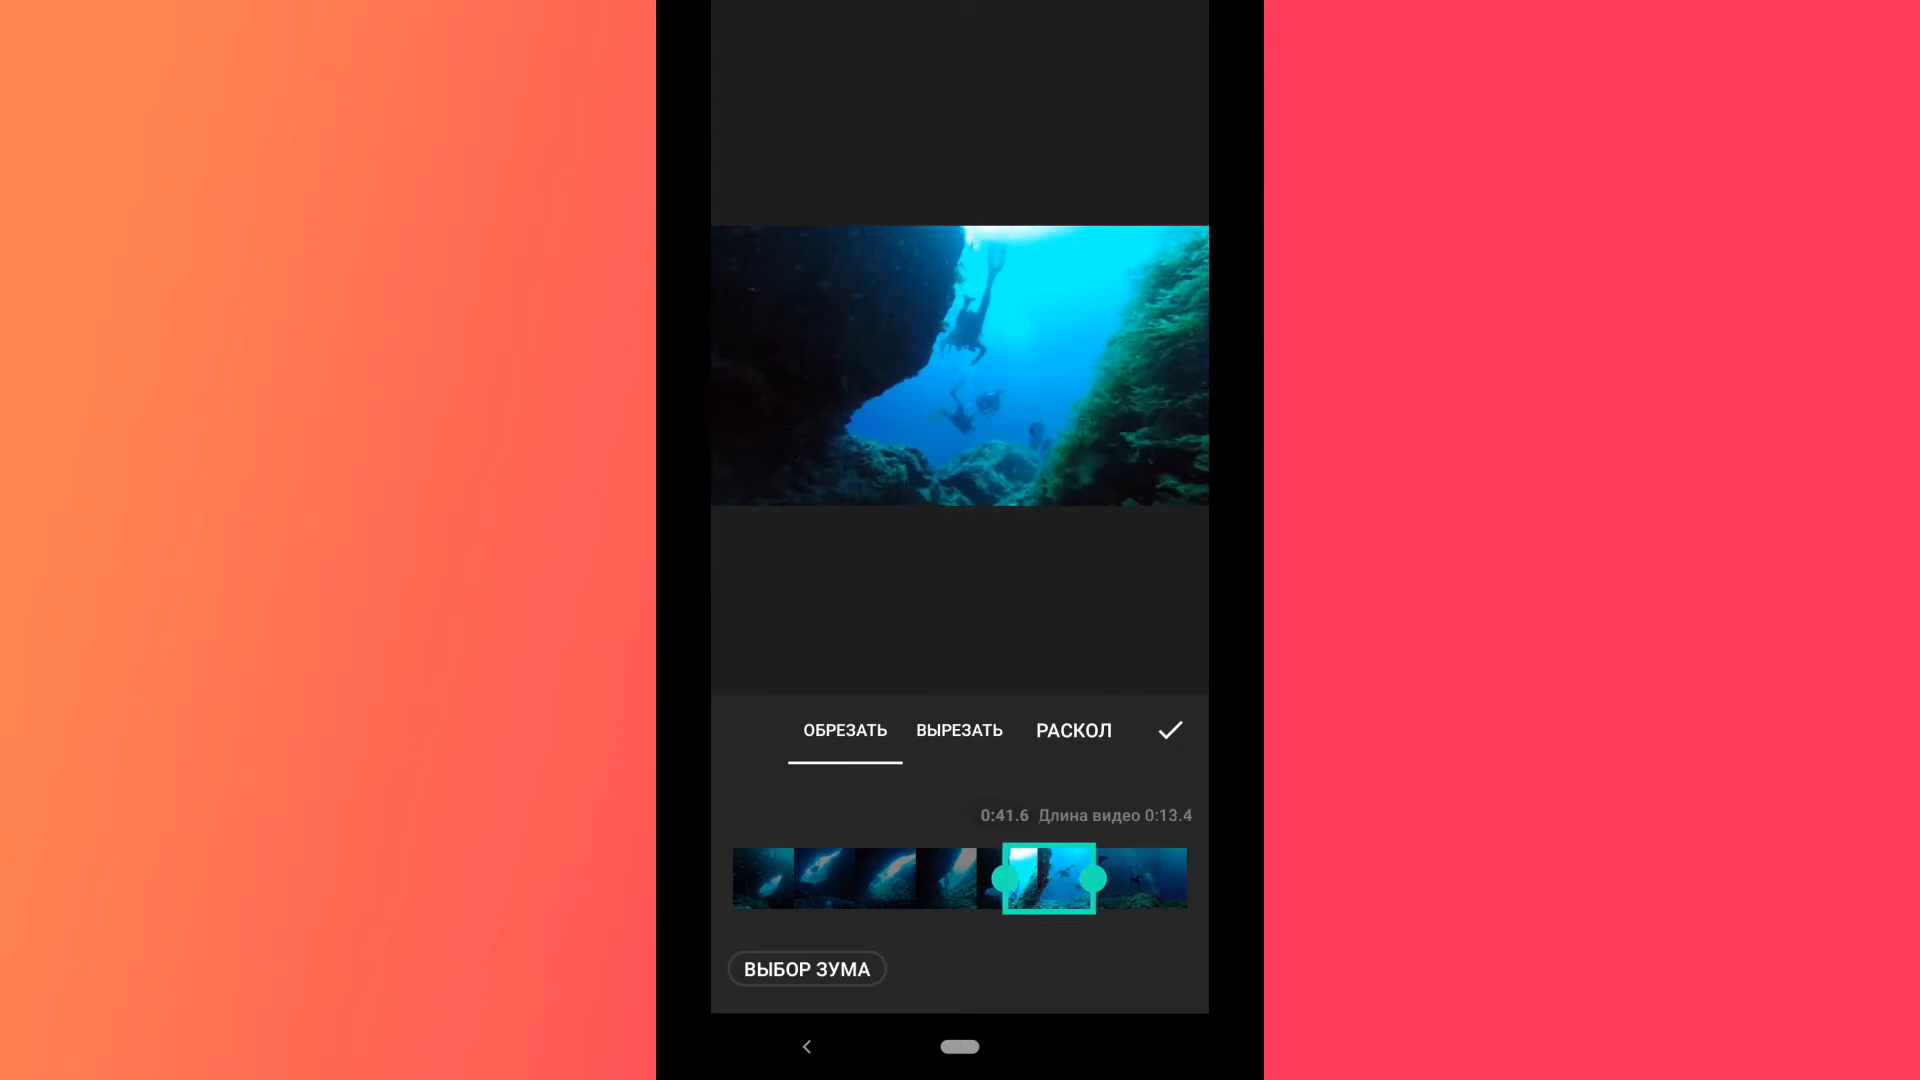 ОБРЕЗАТЬ ВЫРЕЗАТЬ РАСКОЛ
0:41.6 Длина видео 0:13.4
ВЫБОР ЗУМА